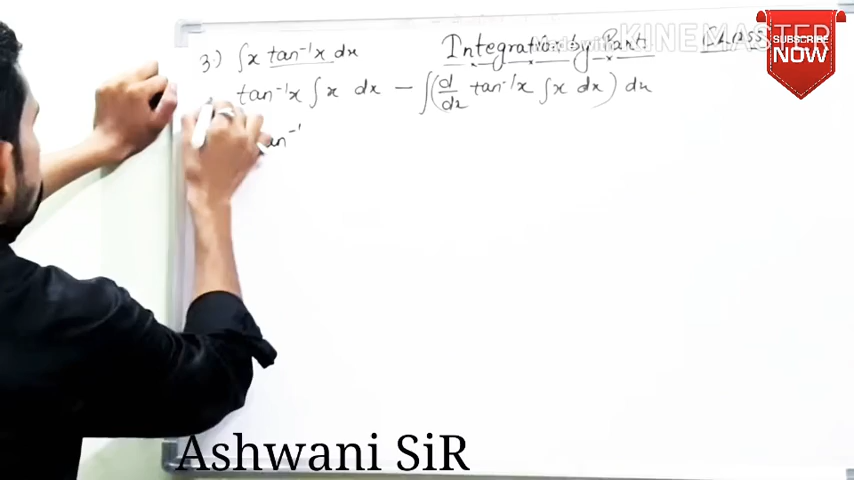 3.) ∫x tan⁻¹x dx
Integration by Part
KINEMASTER
SUBSCRIBE
NOW
tan⁻¹x ∫x dx − ∫(d/dx tan⁻¹x ∫x dx) dx
an⁻¹
Ashwani SiR